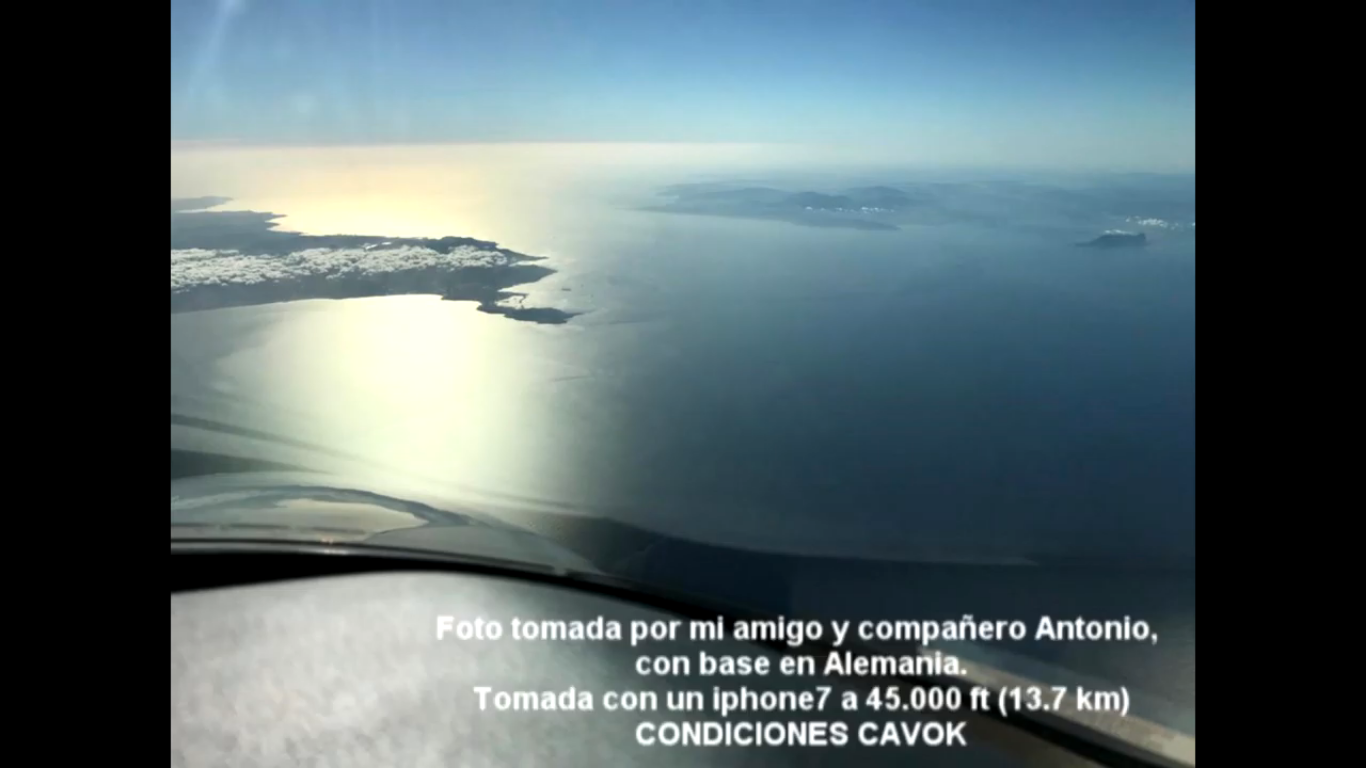 Foto tomada por mi amigo y compañero Antonio,
con base en Alemania.
Tomada con un iphone7 a 45.000 ft (13.7 km)
CONDICIONES CAVOK